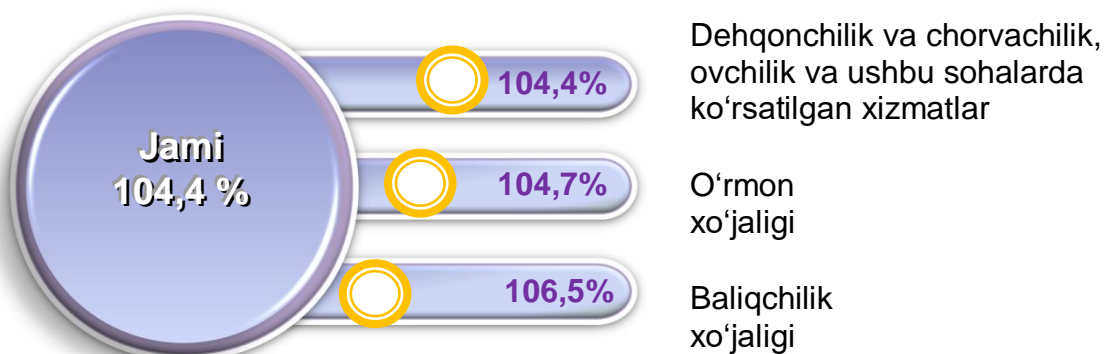 Jami
104,4 %
104,4%
Dehqonchilik va chorvachilik,
ovchilik va ushbu sohalarda
ko‘rsatilgan xizmatlar
104,7%
O‘rmon
xo‘jaligi
106,5%
Baliqchilik
xo‘jaligi